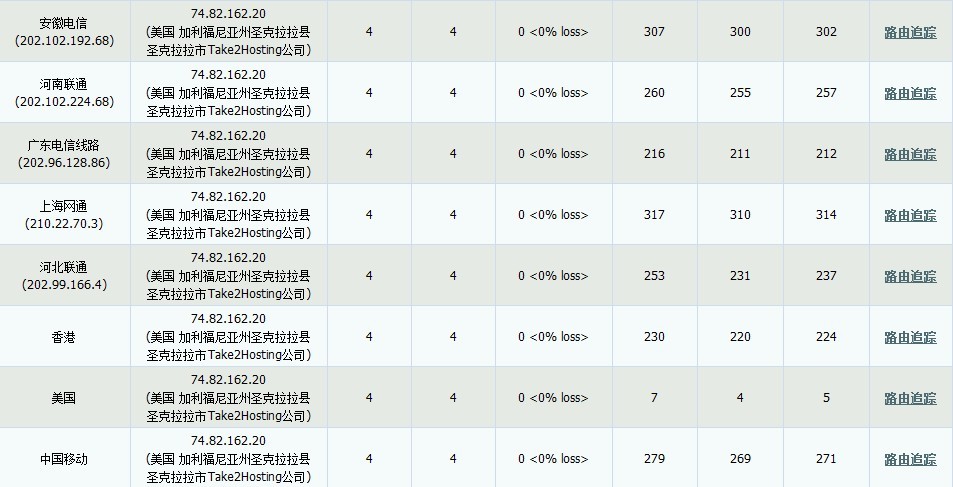 安徽电信
(202.102.192.68)
74.82.162.20
(美国 加利福尼亚州圣克拉拉县
圣克拉拉市Take2Hosting公司)
4
4
0 <0% loss>
307
300
302
路由追踪
河南联通
(202.102.224.68)
74.82.162.20
(美国 加利福尼亚州圣克拉拉县
圣克拉拉市Take2Hosting公司)
4
4
0 <0% loss>
260
255
257
路由追踪
广东电信线路
(202.96.128.86)
74.82.162.20
(美国 加利福尼亚州圣克拉拉县
圣克拉拉市Take2Hosting公司)
4
4
0 <0% loss>
216
211
212
路由追踪
上海网通
(210.22.70.3)
74.82.162.20
(美国 加利福尼亚州圣克拉拉县
圣克拉拉市Take2Hosting公司)
4
4
0 <0% loss>
317
310
314
路由追踪
河北联通
(202.99.166.4)
74.82.162.20
(美国 加利福尼亚州圣克拉拉县
圣克拉拉市Take2Hosting公司)
4
4
0 <0% loss>
253
231
237
路由追踪
香港
74.82.162.20
(美国 加利福尼亚州圣克拉拉县
圣克拉拉市Take2Hosting公司)
4
4
0 <0% loss>
230
220
224
路由追踪
美国
74.82.162.20
(美国 加利福尼亚州圣克拉拉县
圣克拉拉市Take2Hosting公司)
4
4
0 <0% loss>
7
4
5
路由追踪
中国移动
74.82.162.20
(美国 加利福尼亚州圣克拉拉县
圣克拉拉市Take2Hosting公司)
4
4
0 <0% loss>
279
269
271
路由追踪